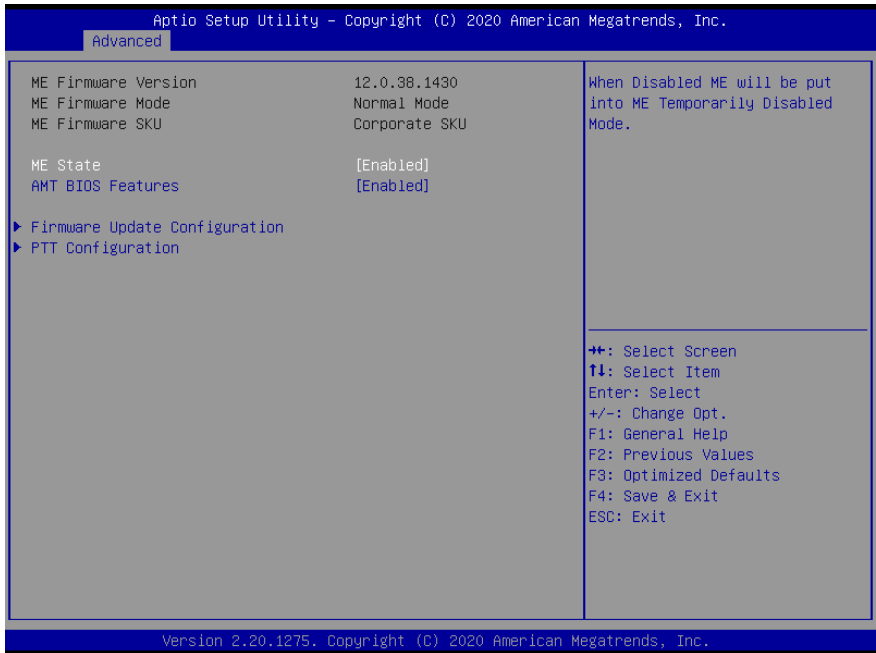 Aptio Setup Utility – Copyright (C) 2020 American Megatrends, Inc.
Advanced
ME Firmware Version 12.0.38.1430
ME Firmware Mode Normal Mode
ME Firmware SKU Corporate SKU
ME State [Enabled]
AMT BIOS Features [Enabled]
Firmware Update Configuration
PTT Configuration
When Disabled ME will be put
into ME Temporarily Disabled
Mode.
→←: Select Screen
↑↓: Select Item
Enter: Select
+/-: Change Opt.
F1: General Help
F2: Previous Values
F3: Optimized Defaults
F4: Save & Exit
ESC: Exit
Version 2.20.1275. Copyright (C) 2020 American Megatrends, Inc.